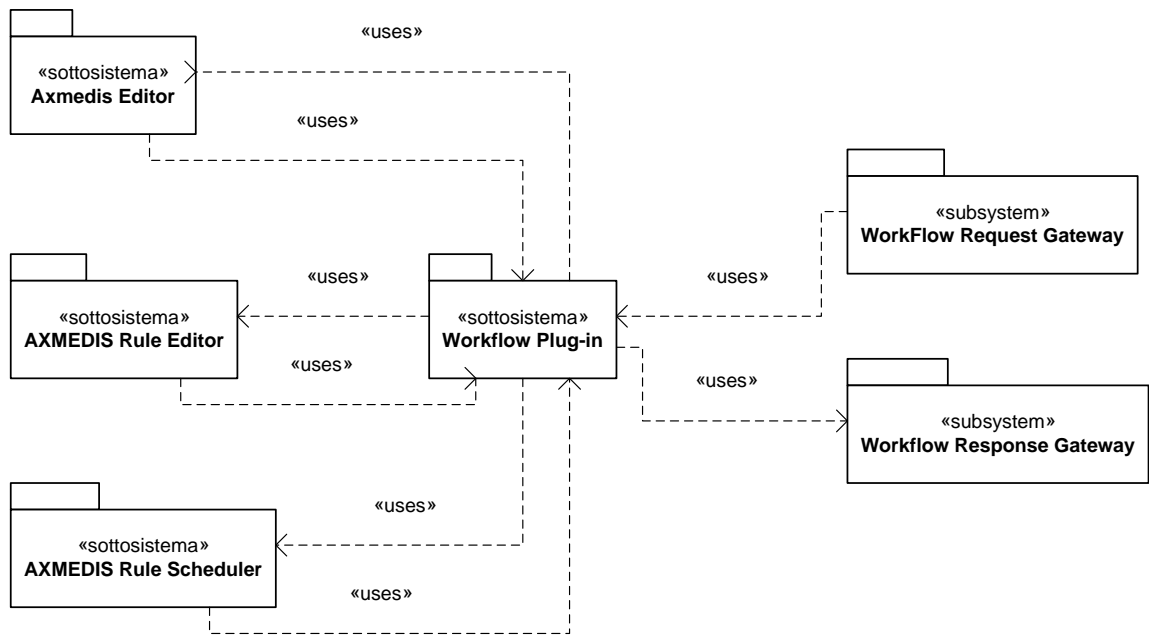 «uses»
«sottosistema»
Axmedis Editor
«uses»
«subsystem»
WorkFlow Request Gateway
«uses»
«uses»
«sottosistema»
AXMEDIS Rule Editor
«sottosistema»
Workflow Plug-in
«uses»
«uses»
«subsystem»
Workflow Response Gateway
«uses»
«sottosistema»
AXMEDIS Rule Scheduler
«uses»